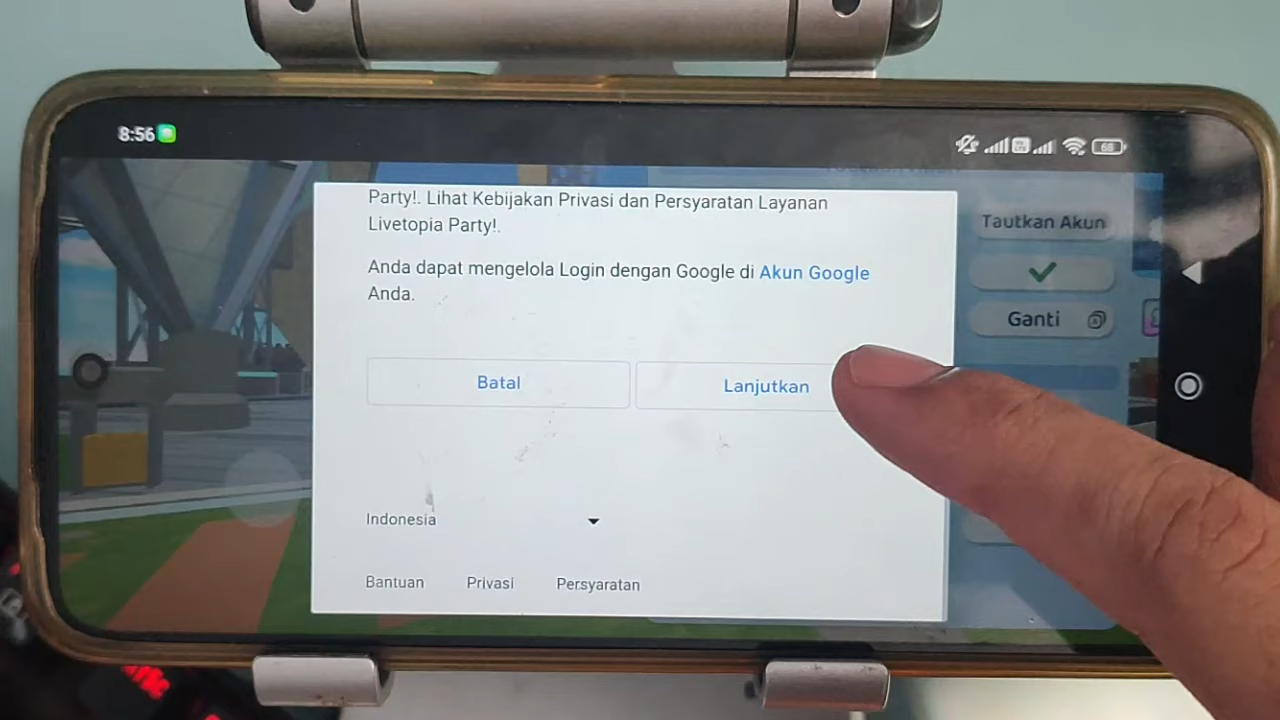 8:56
68
Party!. Lihat Kebijakan Privasi dan Persyaratan Layanan
Livetopia Party!.
Anda dapat mengelola Login dengan Google di Akun Google
Anda.
Batal
Lanjutkan
Indonesia
Bantuan
Privasi
Persyaratan
Tautkan Akun
Ganti